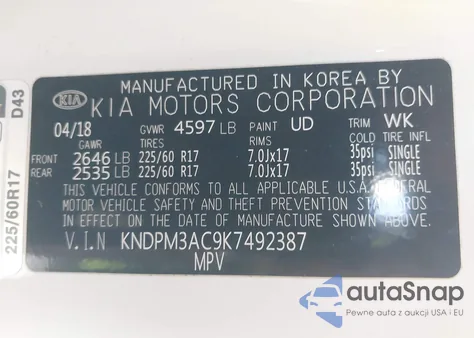 MANUFACTURED IN KOREA BY
KIA KIA MOTORS CORPORATION
04/18 GVWR 4597 LB PAINT UD TRIM WK
GAWR TIRES RIMS COLD TIRE INFL
FRONT 2646 LB 225/60 R17 7.0Jx17 35psi SINGLE
REAR 2535 LB 225/60 R17 7.0Jx17 35psi SINGLE
THIS VEHICLE CONFORMS TO ALL APPLICABLE U.S.A. FEDERAL
MOTOR VEHICLE SAFETY AND THEFT PREVENTION STANDARDS
IN EFFECT ON THE DATE OF MANUFACTURE SHOWN ABOVE.
V.I.N KNDPM3AC9K7492387
MPV
225/60R17
D43
autoSnap
Pewne auta z aukcji USA i EU